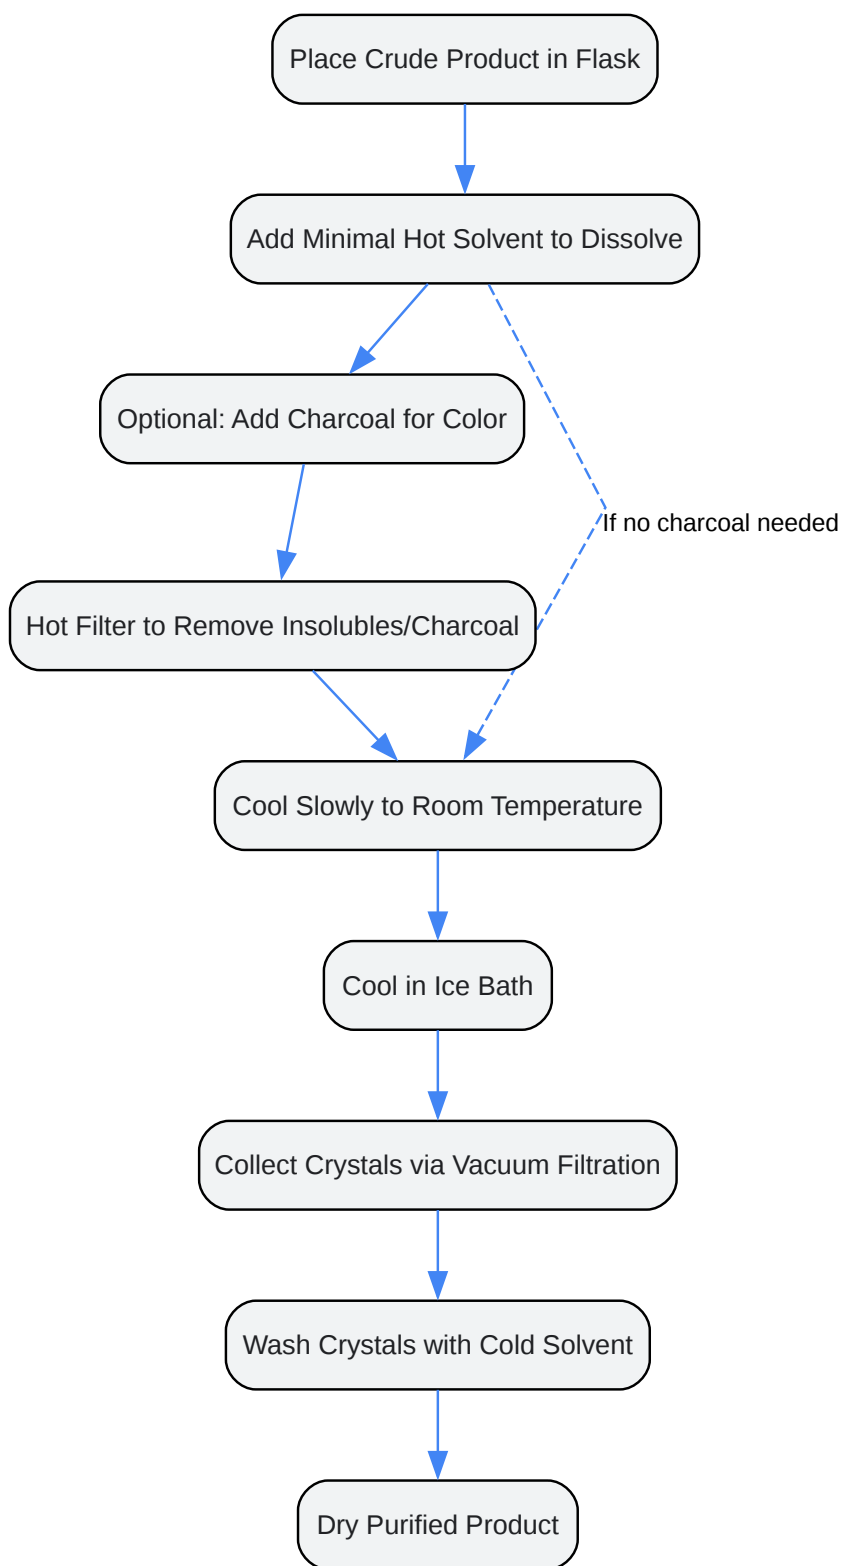 Place Crude Product in Flask
Add Minimal Hot Solvent to Dissolve
Optional: Add Charcoal for Color
If no charcoal needed
Hot Filter to Remove Insolubles/Charcoal
Cool Slowly to Room Temperature
Cool in Ice Bath
Collect Crystals via Vacuum Filtration
Wash Crystals with Cold Solvent
Dry Purified Product